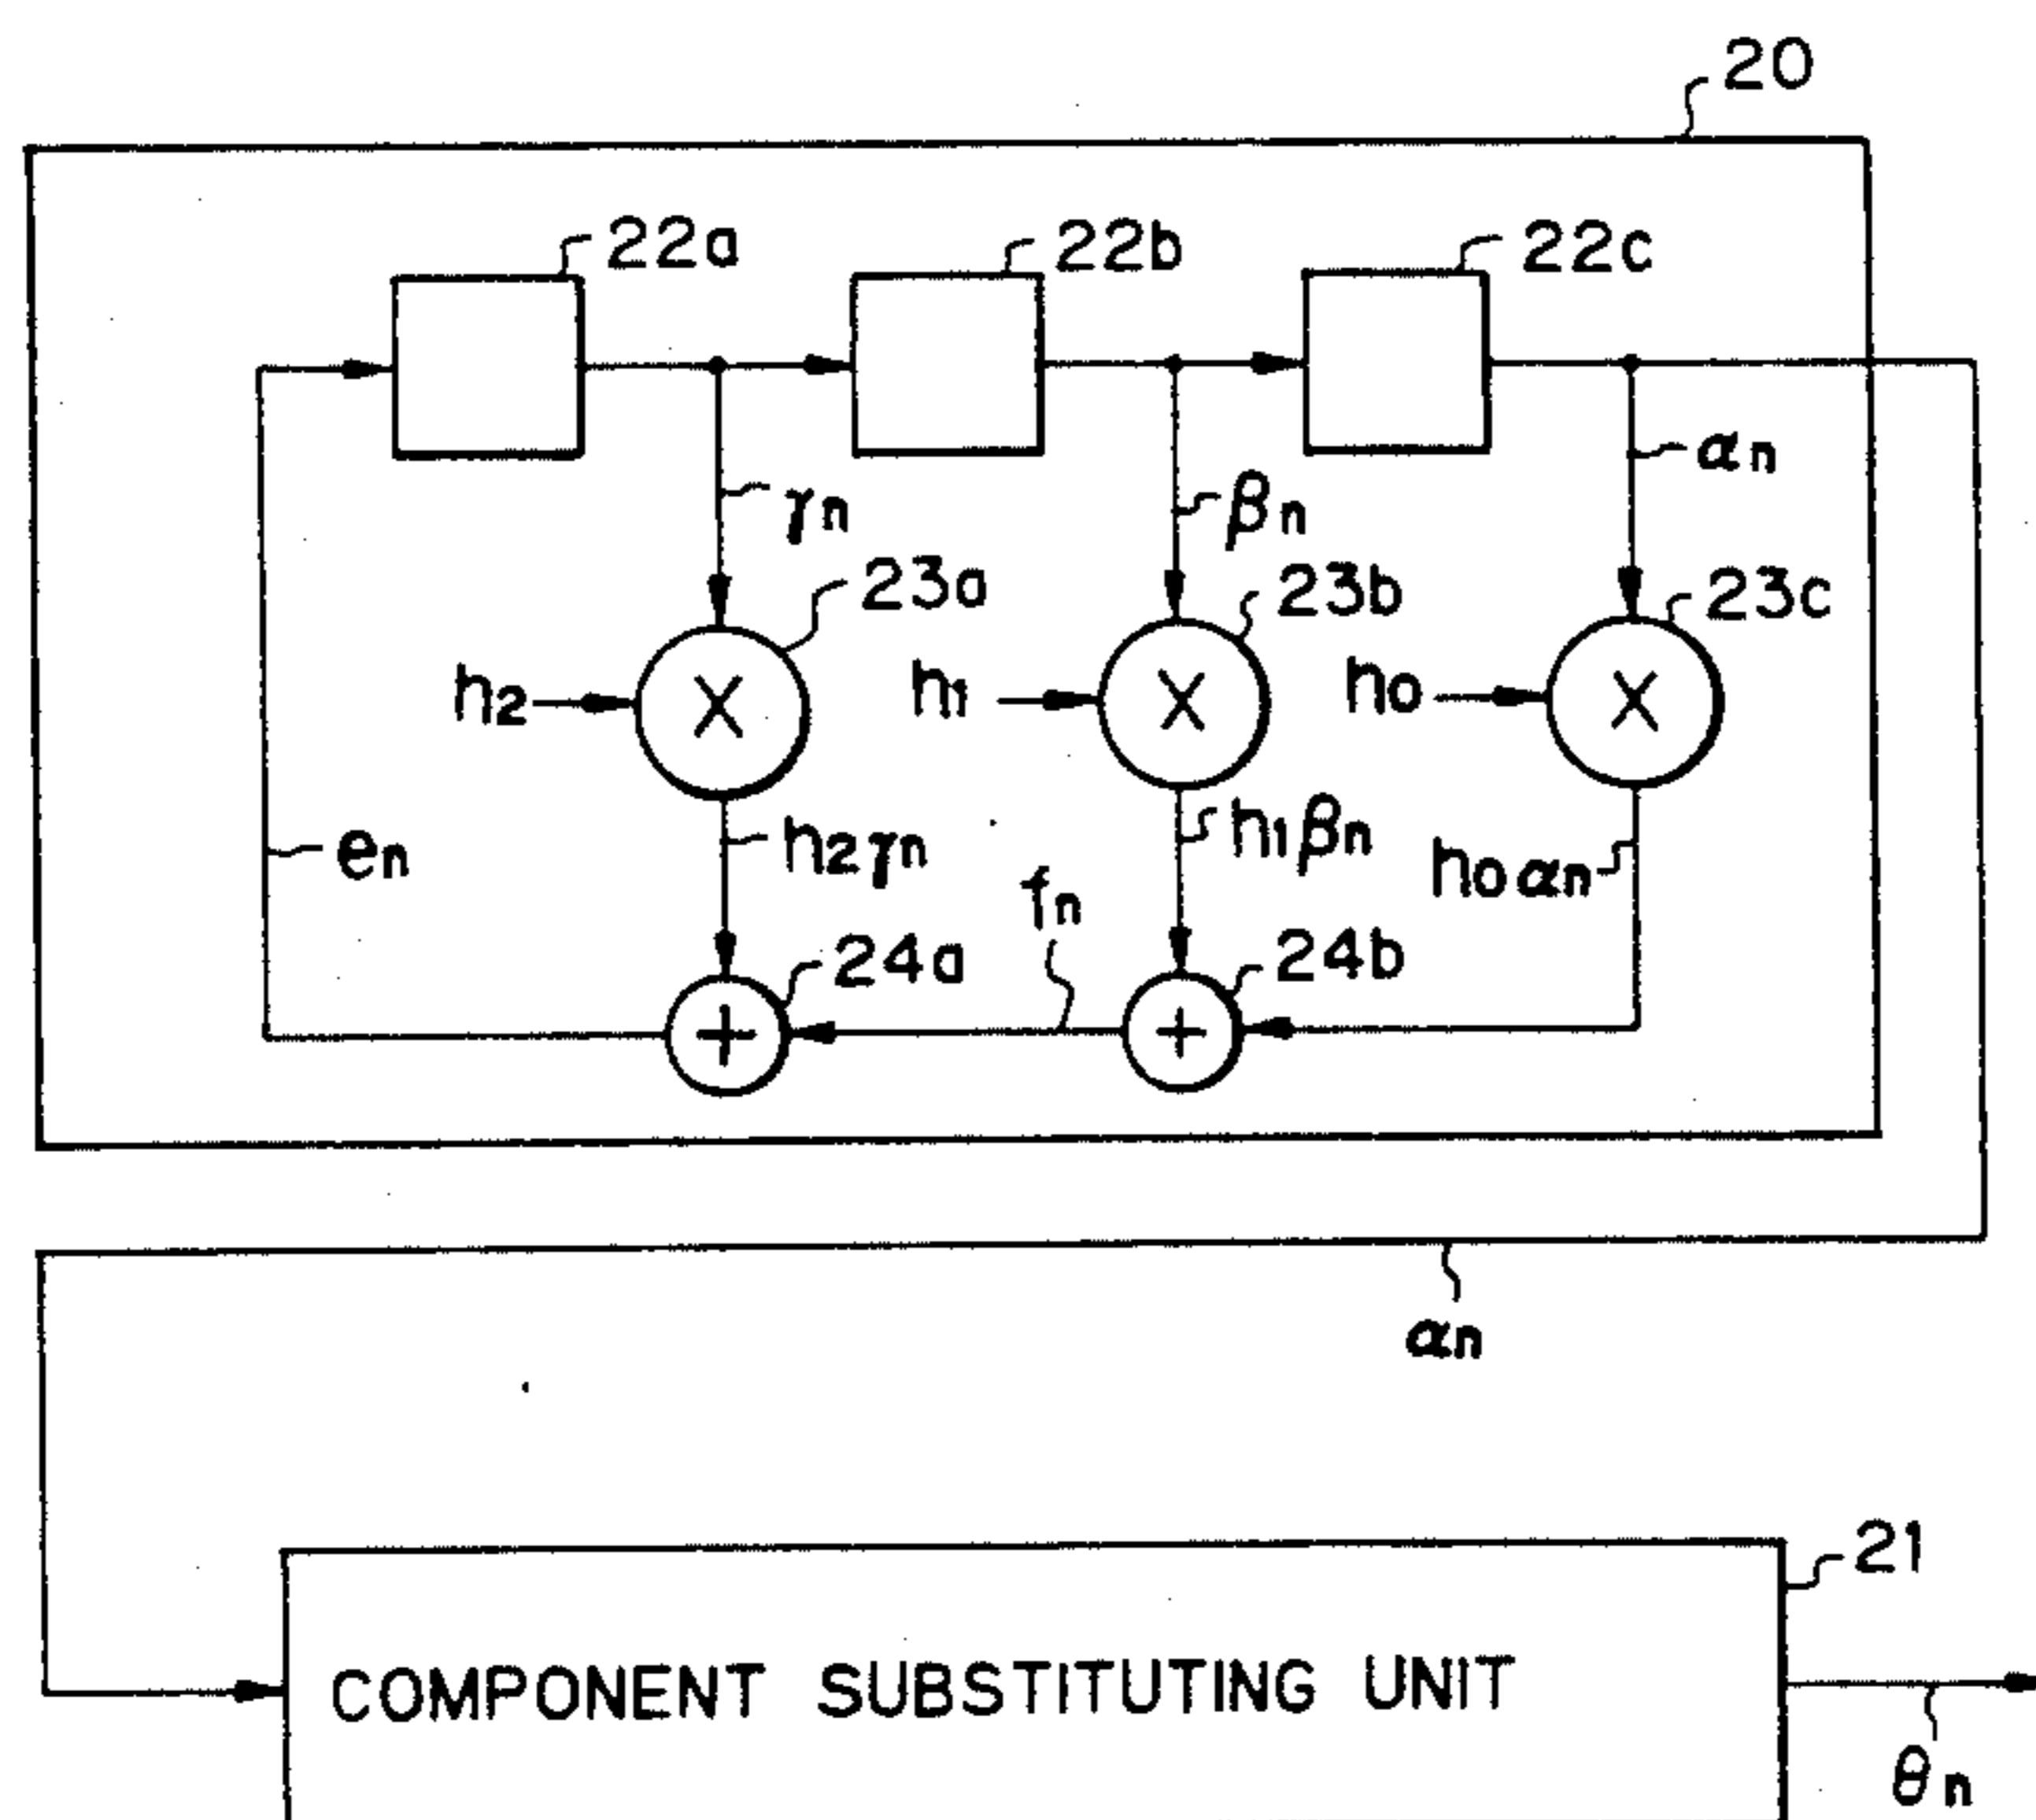 20
22a 22b 22c
αn
γn βn
23a 23b 23c
h2 X h1 X h0 X
h2γn h1βn h0αn
en fn
24a 24b
+ +
αn
21
COMPONENT SUBSTITUTING UNIT
θn